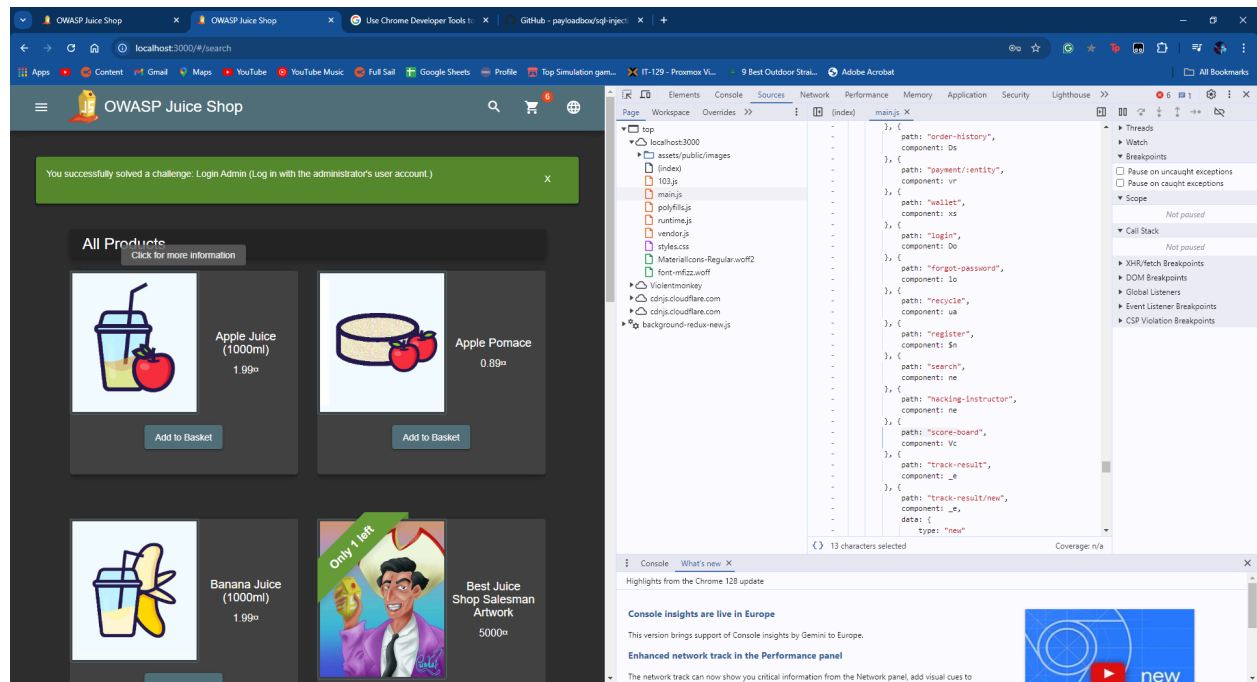 OWASP Juice Shop
OWASP Juice Shop
Use Chrome Developer Tools to
GitHub - payloadbox/sql-injecti
localhost:3000/#/search
Apps
Content
Gmail
Maps
YouTube
YouTube Music
Full Sail
Google Sheets
Profile
Top Simulation gam...
IT-129 - Proxmox Vi...
9 Best Outdoor Strai...
Adobe Acrobat
All Bookmarks
OWASP Juice Shop
6
You successfully solved a challenge: Login Admin (Log in with the administrator's user account.)
X
All Products
Click for more information
Apple Juice
(1000ml)
1.99¤
Add to Basket
Apple Pomace
0.89¤
Add to Basket
Banana Juice
(1000ml)
1.99¤
Only 1 left
Best Juice
Shop Salesman
Artwork
5000¤
Elements Console Sources Network Performance Memory Application Security Lighthouse
6 1
Page Workspace Overrides
(index) main.js
top
localhost:3000
assets/public/images
(index)
103.js
main.js
polyfills.js
runtime.js
vendor.js
styles.css
MaterialIcons-Regular.woff2
font-mfizz.woff
Violentmonkey
cdnjs.cloudflare.com
cdnjs.cloudflare.com
background-redux-new.js
}, {
path: "order-history",
component: Ds
}, {
path: "payment/:entity",
component: vr
}, {
path: "wallet",
component: xs
}, {
path: "login",
component: Do
}, {
path: "forgot-password",
component: lo
}, {
path: "recycle",
component: ua
}, {
path: "register",
component: $n
}, {
path: "search",
component: ne
}, {
path: "hacking-instructor",
component: ne
}, {
path: "score-board",
component: Vc
}, {
path: "track-result",
component: _e
}, {
path: "track-result/new",
component: _e,
data: {
type: "new"
{} 13 characters selected
Coverage: n/a
Threads
Watch
Breakpoints
Pause on uncaught exceptions
Pause on caught exceptions
Scope
Not paused
Call Stack
Not paused
XHR/fetch Breakpoints
DOM Breakpoints
Global Listeners
Event Listener Breakpoints
CSP Violation Breakpoints
Console What's new
Highlights from the Chrome 128 update
Console insights are live in Europe
This version brings support of Console insights by Gemini to Europe.
Enhanced network track in the Performance panel
The network track can now show you critical information from the Network panel, add visual cues to
new